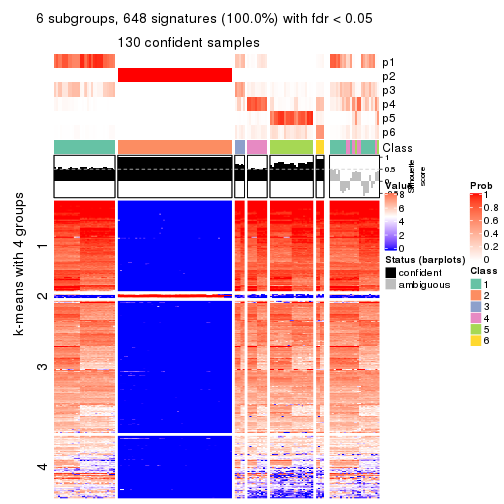 6 subgroups, 648 signatures (100.0%) with fdr < 0.05
130 confident samples
p1
p2
p3
p4
p5
p6
Class
1
0.5
0
Silhouette
score
k-means with 4 groups
1
2
3
4
Value
8
6
4
2
0
Status (barplots)
confident
ambiguous
Prob
1
0.8
0.6
0.4
0.2
0
Class
1
2
3
4
5
6